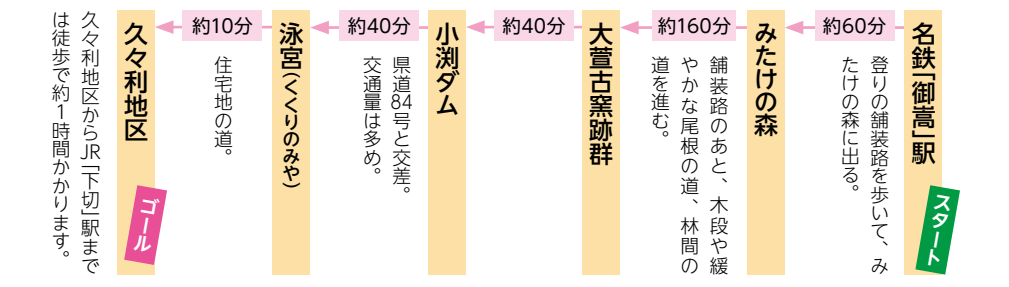 名鉄「御嵩」駅
スタート
約60分
登りの舗装路を歩いて、み
たけの森に出る。
みたけの森
約160分
舗装路のあと、木段や緩
やかな尾根の道、林間の
道を進む。
大萱古窯跡群
約40分
小渕ダム
約40分
県道84号と交差。
交通量は多め。
泳宮(くくりのみや)
約10分
住宅地の道。
久々利地区
ゴール
久々利地区からJR「下切」駅まで
は徒歩で約1時間かかります。